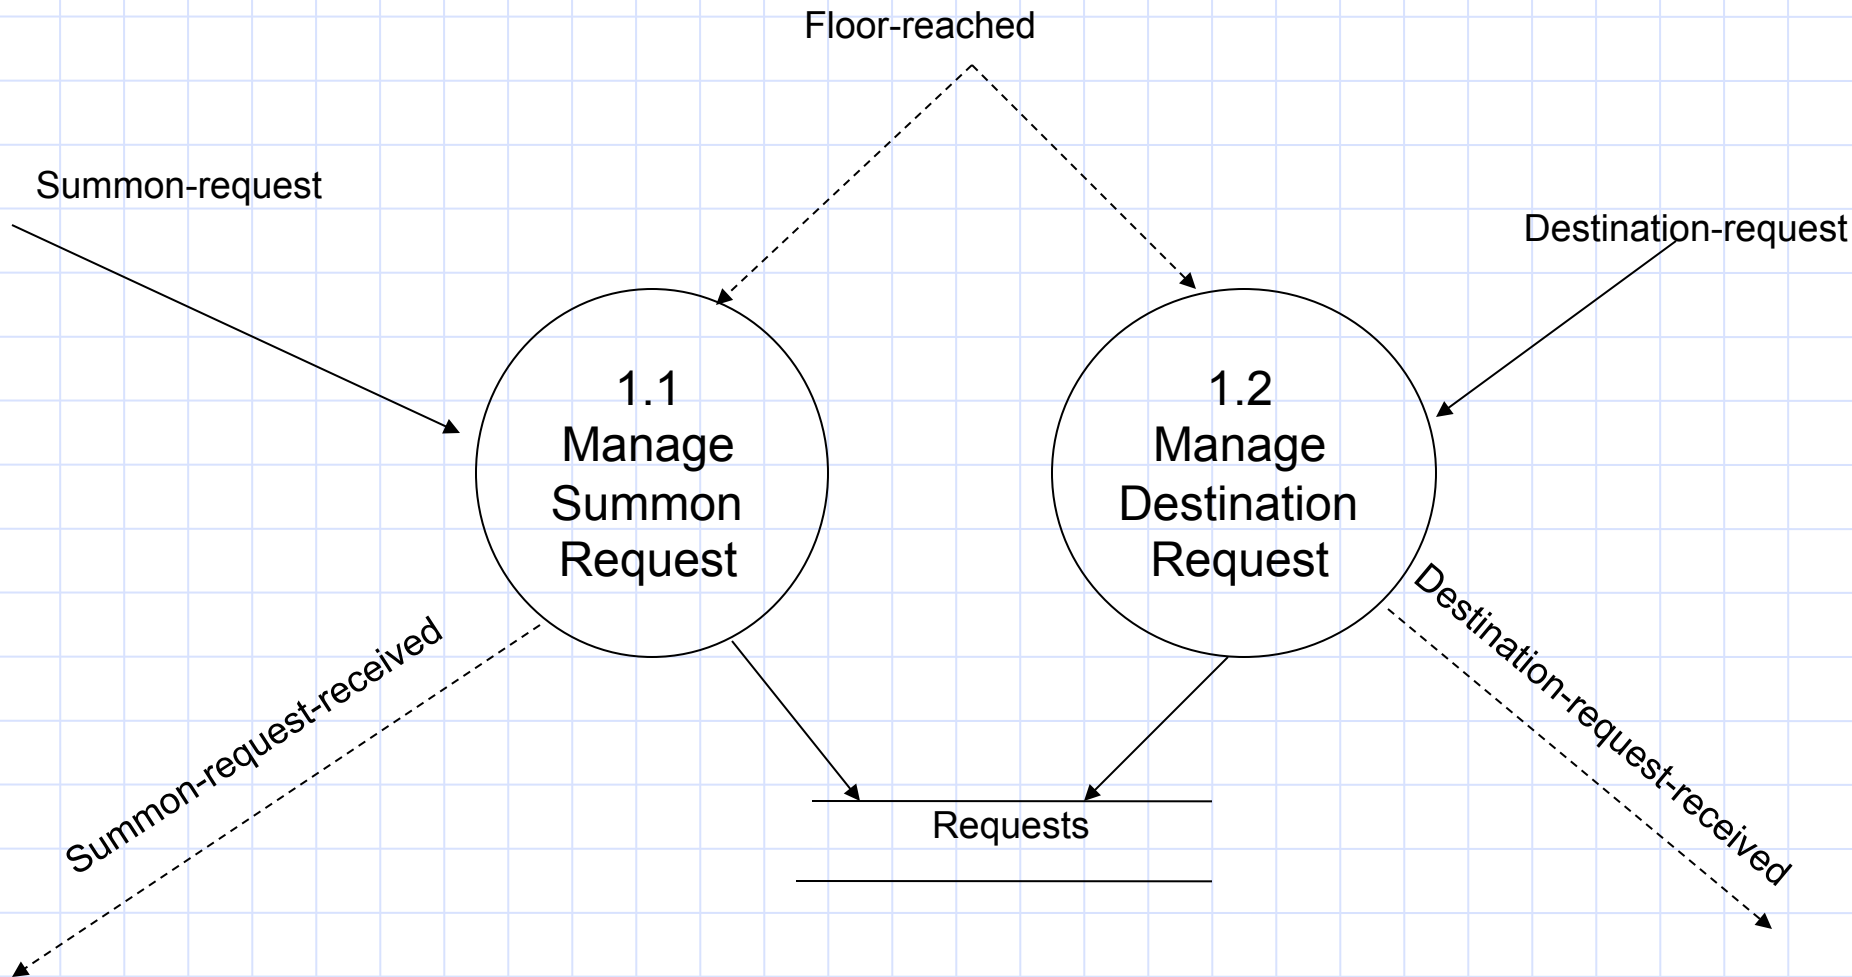 Floor-reached
Summon-request
Destination-request
1.1
Manage
Summon
Request
1.2
Manage
Destination
Request
Summon-request-received
Destination-request-received
Requests